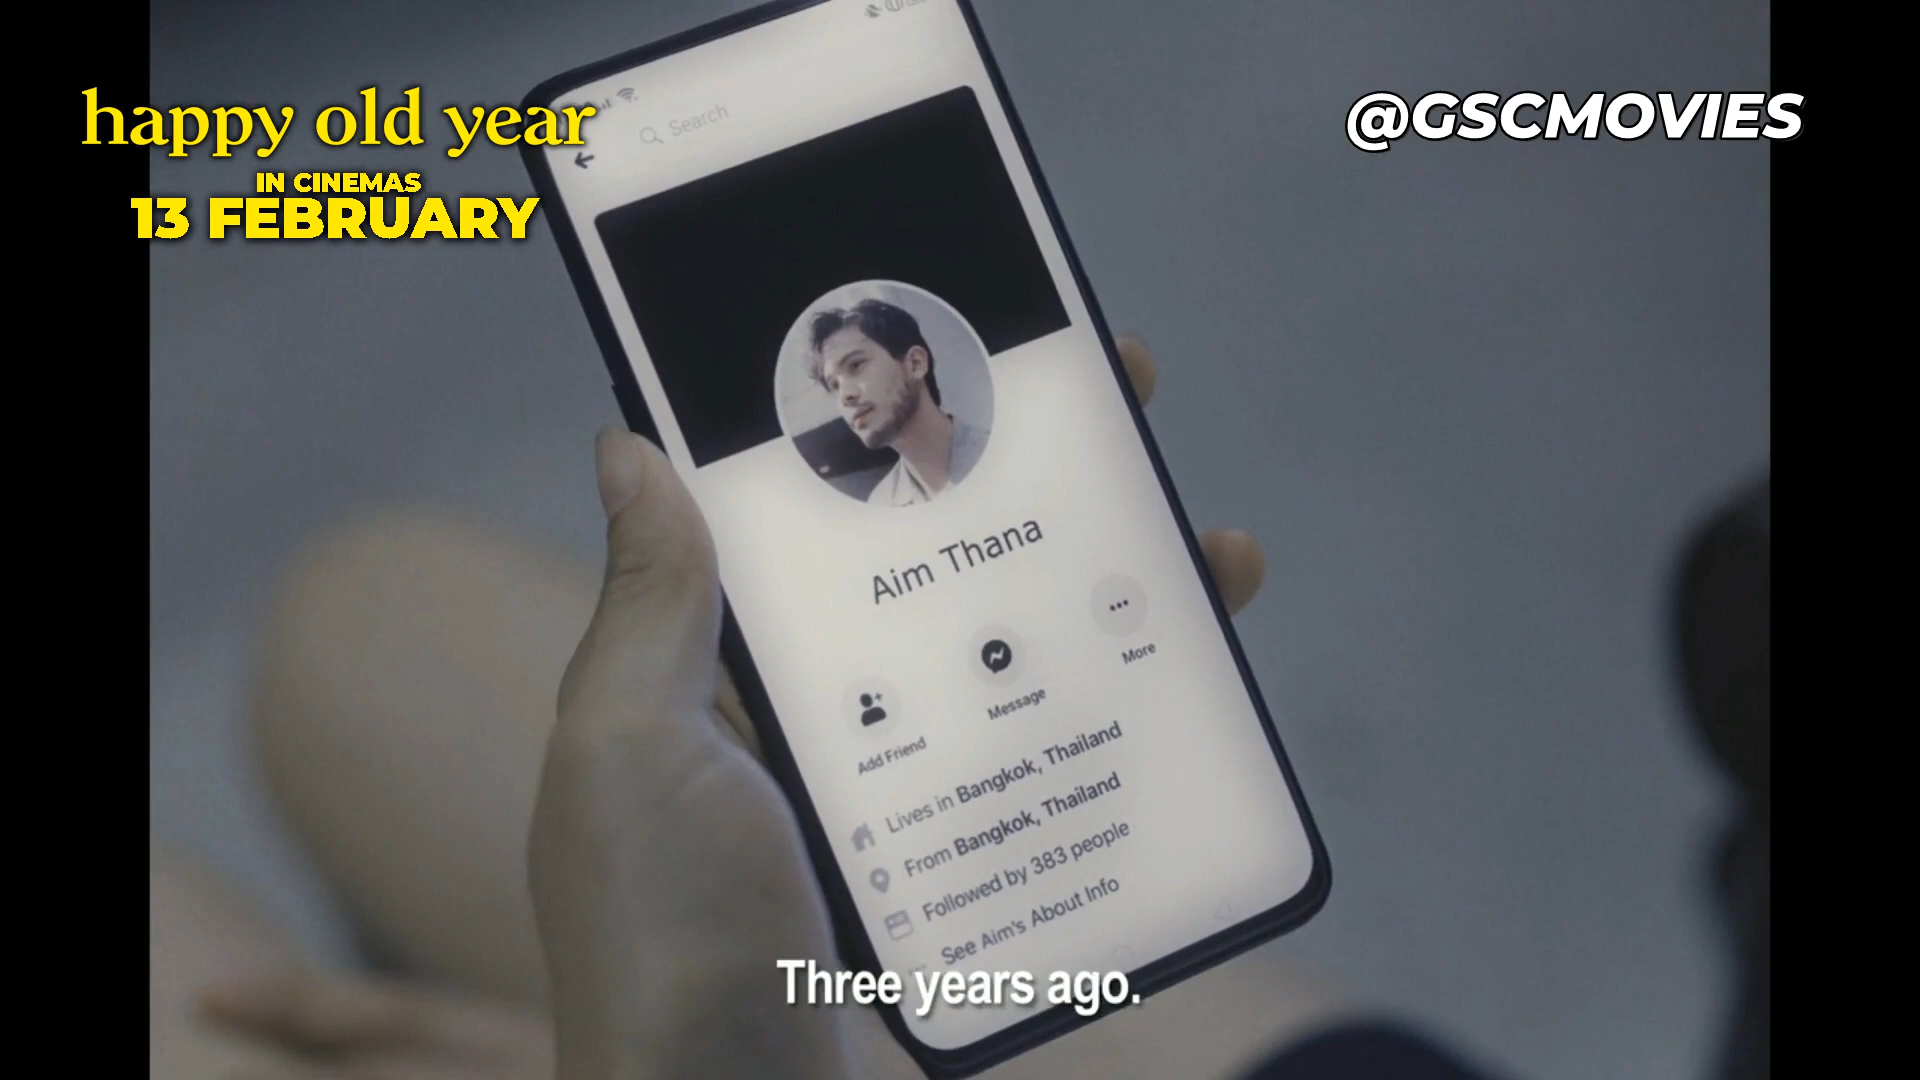 happy old year
IN CINEMAS
13 FEBRUARY
@GSCMOVIES
Search
Aim Thana
Add Friend
Message
More
Lives in Bangkok, Thailand
From Bangkok, Thailand
Followed by 383 people
See Aim's About Info
Three years ago.